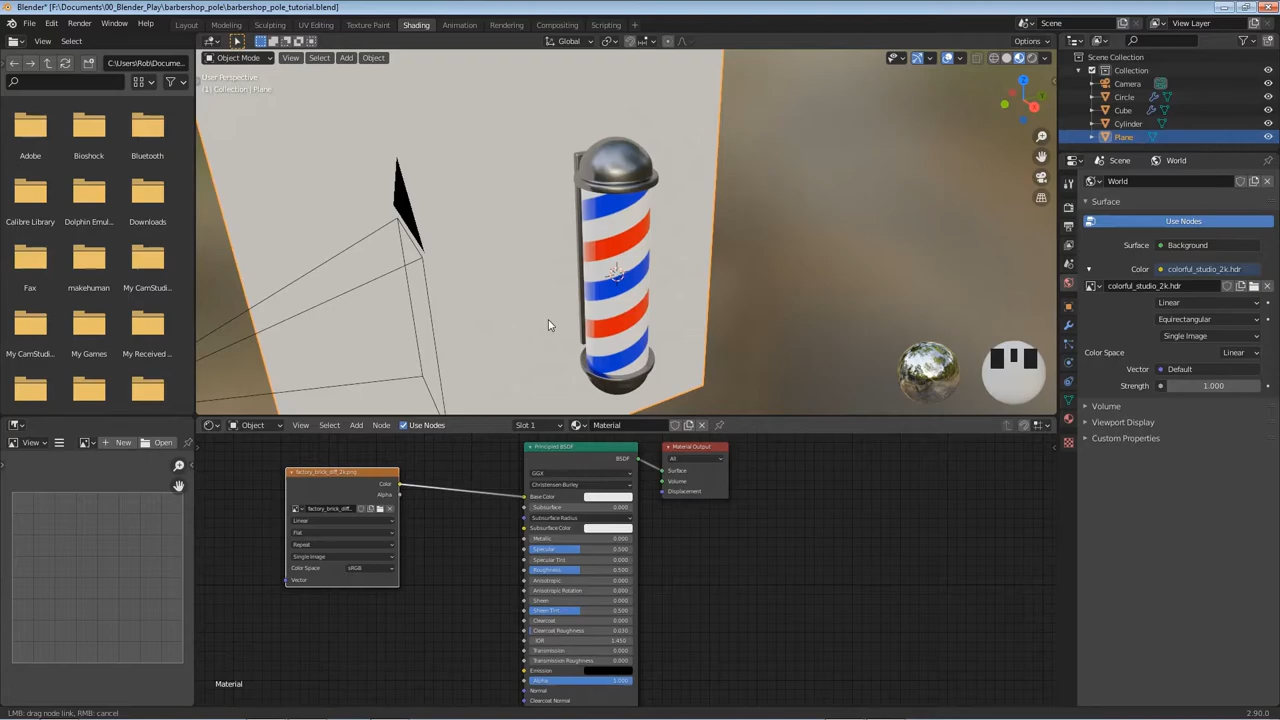 Blender* [F:\Documents\00_Blender_Play\barbershop_pole\barbershop_pole_tutorial.blend]
File Edit Render Window Help Layout Modeling Sculpting UV Editing Texture Paint Shading Animation Rendering Compositing Scripting Scene View Layer
View Select Global Options
C:\Users\Rob\Docume...
Object Mode View Select Add Object
User Perspective
(1) Collection | Plane
Adobe Bioshock Bluetooth
Calibre Library Dolphin Emul... Downloads
Fax makehuman My CamStudi...
My CamStudi... My Games My Received ...
Scene Collection
Collection
Camera
Circle
Cube
Cylinder
Plane
Scene World
World
Surface
Use Nodes
Surface Background
Color colorful_studio_2k.hdr
colorful_studio_2k.hdr
Linear
Equirectangular
Single Image
Color Space Linear
Vector Default
Strength 1.000
Volume
Viewport Display
Custom Properties
Object View Select Add Node Use Nodes Slot 1 Material
View New Open
factory_brick_diff_2k.png
Color
Alpha
factory_brick_diff...
Linear
Flat
Repeat
Single Image
Color Space sRGB
Vector
Principled BSDF
BSDF
GGX
Christensen-Burley
Base Color
Subsurface 0.000
Subsurface Radius
Subsurface Color
Metallic 0.000
Specular 0.500
Specular Tint 0.000
Roughness 0.500
Anisotropic 0.000
Anisotropic Rotation 0.000
Sheen 0.000
Sheen Tint 0.500
Clearcoat 0.000
Clearcoat Roughness 0.030
IOR 1.450
Transmission 0.000
Transmission Roughness 0.000
Emission
Alpha 1.000
Normal
Clearcoat Normal
Material Output
All
Surface
Volume
Displacement
Material
LMB: drag node link, RMB: cancel
2.90.0